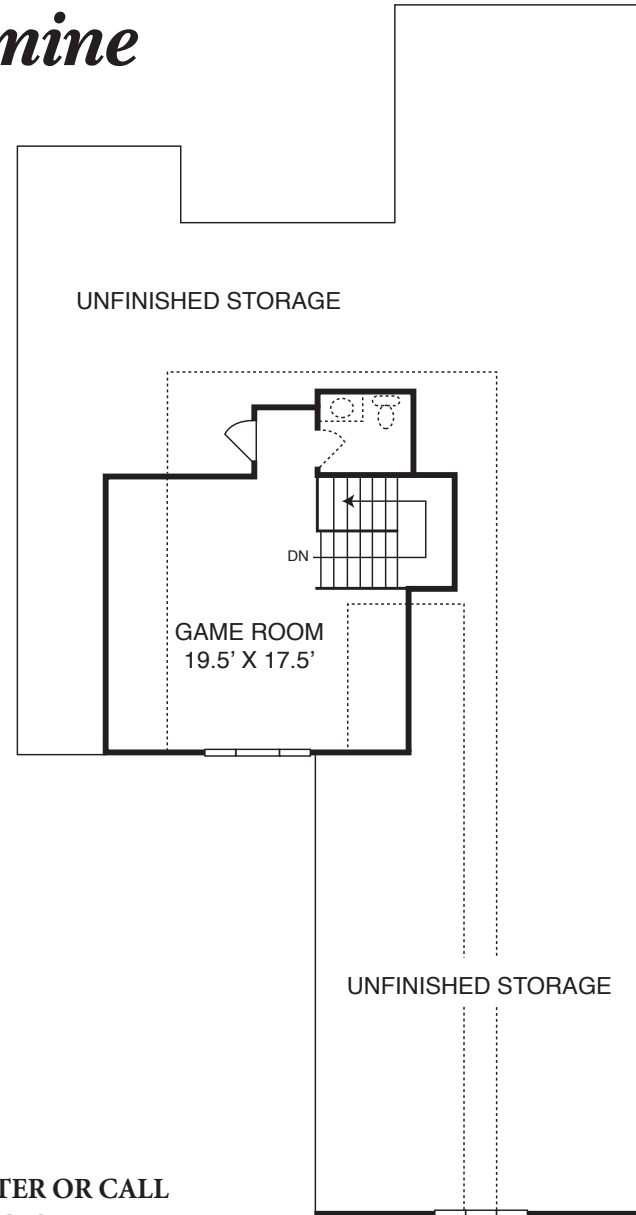 mine
UNFINISHED STORAGE
DN
GAME ROOM
19.5’ X 17.5’
UNFINISHED STORAGE
TER OR CALL